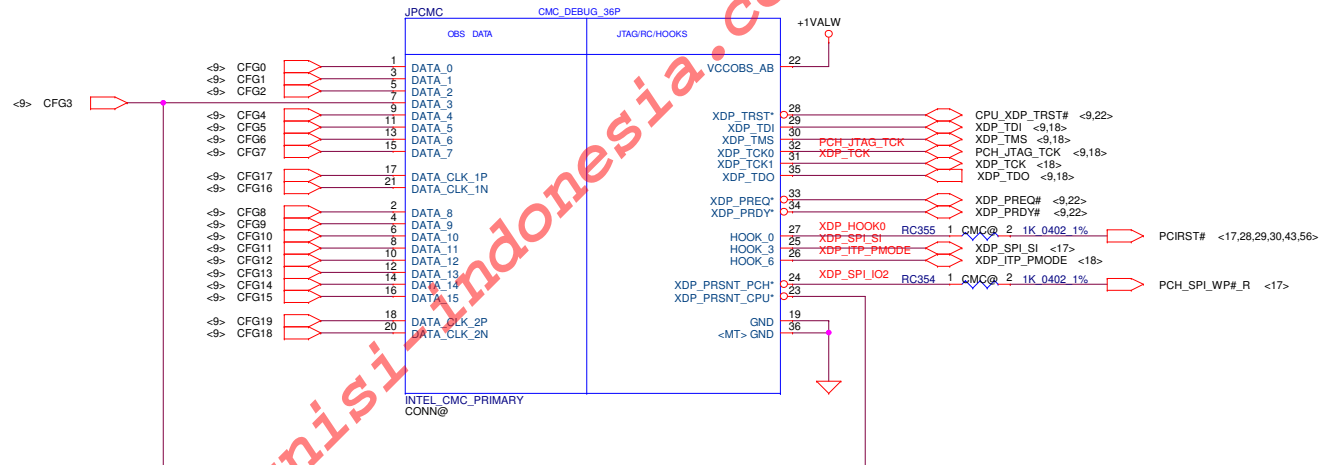 JPCMC CMC_DEBUG_36P
OBS DATA JTAG/RC/HOOKS
+1VALW
<9> CFG0 1 DATA_0 VCCOBS_AB 22
<9> CFG1 3 DATA_1
<9> CFG2 5 DATA_2
<9> CFG3 7 DATA_3
<9> CFG4 9 DATA_4 XDP_TRST* 28 CPU_XDP_TRST# <9,22>
<9> CFG5 11 DATA_5 XDP_TDI 29 XDP_TDI <9,18>
<9> CFG6 13 DATA_6 XDP_TMS 30 XDP_TMS <9,18>
<9> CFG7 15 DATA_7 XDP_TCK0 32 PCH_JTAG_TCK PCH_JTAG_TCK <9,18>
XDP_TCK1 31 XDP_TCK XDP_TCK <18>
<9> CFG17 17 DATA_CLK_1P XDP_TDO 35 XDP_TDO <9,18>
<9> CFG16 21 DATA_CLK_1N
XDP_PREQ* 33 XDP_PREQ# <9,22>
<9> CFG8 2 DATA_8 XDP_PRDY* 34 XDP_PRDY# <9,22>
<9> CFG9 4 DATA_9
<9> CFG10 6 DATA_10 HOOK_0 27 XDP_HOOK0 RC355 1 CMC@ 2 1K_0402_1% PCIRST# <17,28,29,30,43,56>
<9> CFG11 8 DATA_11 HOOK_3 25 XDP_SPI_SI XDP_SPI_SI <17>
<9> CFG12 10 DATA_12 HOOK_6 26 XDP_ITP_PMODE XDP_ITP_PMODE <18>
<9> CFG13 12 DATA_13
<9> CFG14 14 DATA_14 XDP_PRSNT_PCH* 24 XDP_SPI_IO2 RC354 1 CMC@ 2 1K_0402_1% PCH_SPI_WP#_R <17>
<9> CFG15 16 DATA_15 XDP_PRSNT_CPU* 23
<9> CFG19 18 DATA_CLK_2P GND 19
<9> CFG18 20 DATA_CLK_2N <MT> GND 36
INTEL_CMC_PRIMARY
CONN@
nisi-indonesia.co